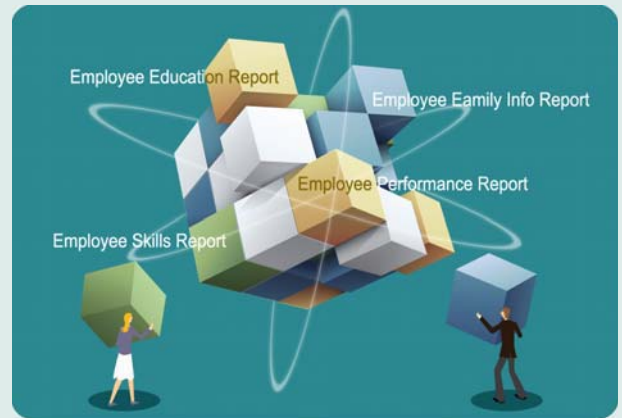 Employee Education Report
Employee Eamily Info Report
Employee Performance Report
Employee Skills Report